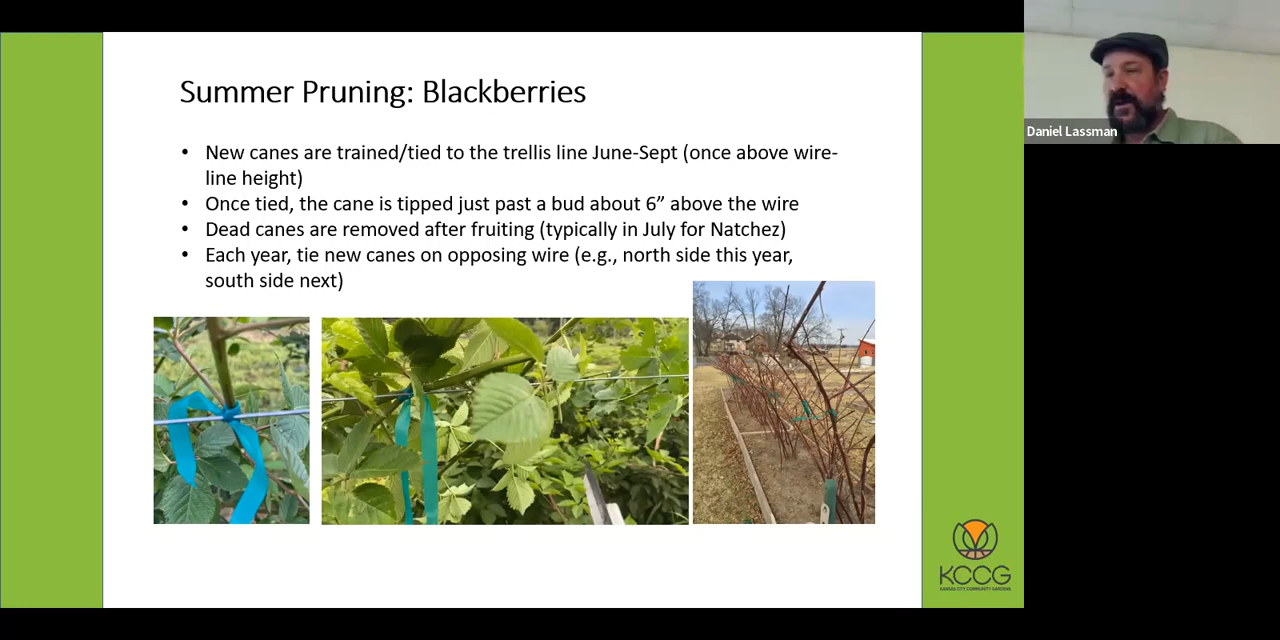 Summer Pruning: Blackberries
• New canes are trained/tied to the trellis line June-Sept (once above wire-
line height)
• Once tied, the cane is tipped just past a bud about 6” above the wire
• Dead canes are removed after fruiting (typically in July for Natchez)
• Each year, tie new canes on opposing wire (e.g., north side this year,
south side next)
Daniel Lassman
KCCG
KANSAS CITY COMMUNITY GARDENS